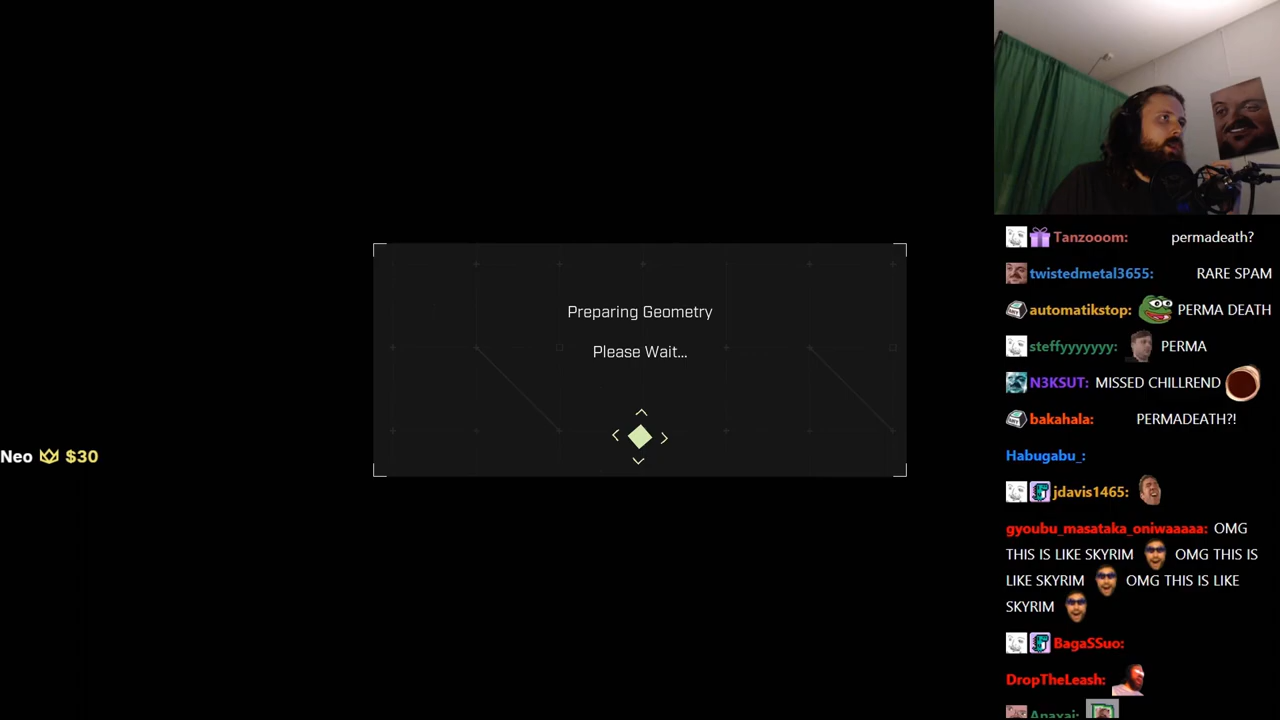 Preparing Geometry
Please Wait...
Neo $30
Tanzooom: permadeath?
twistedmetal3655: RARE SPAM
automatikstop: PERMA DEATH
steffyyyyyyy: PERMA
N3KSUT: MISSED CHILLREND
bakahala: PERMADEATH?!
Habugabu_:
jdavis1465:
gyoubu_masataka_oniwaaaaa: OMG
THIS IS LIKE SKYRIM OMG THIS IS
LIKE SKYRIM OMG THIS IS LIKE
SKYRIM
BagaSSuo:
DropTheLeash:
Apaxai: